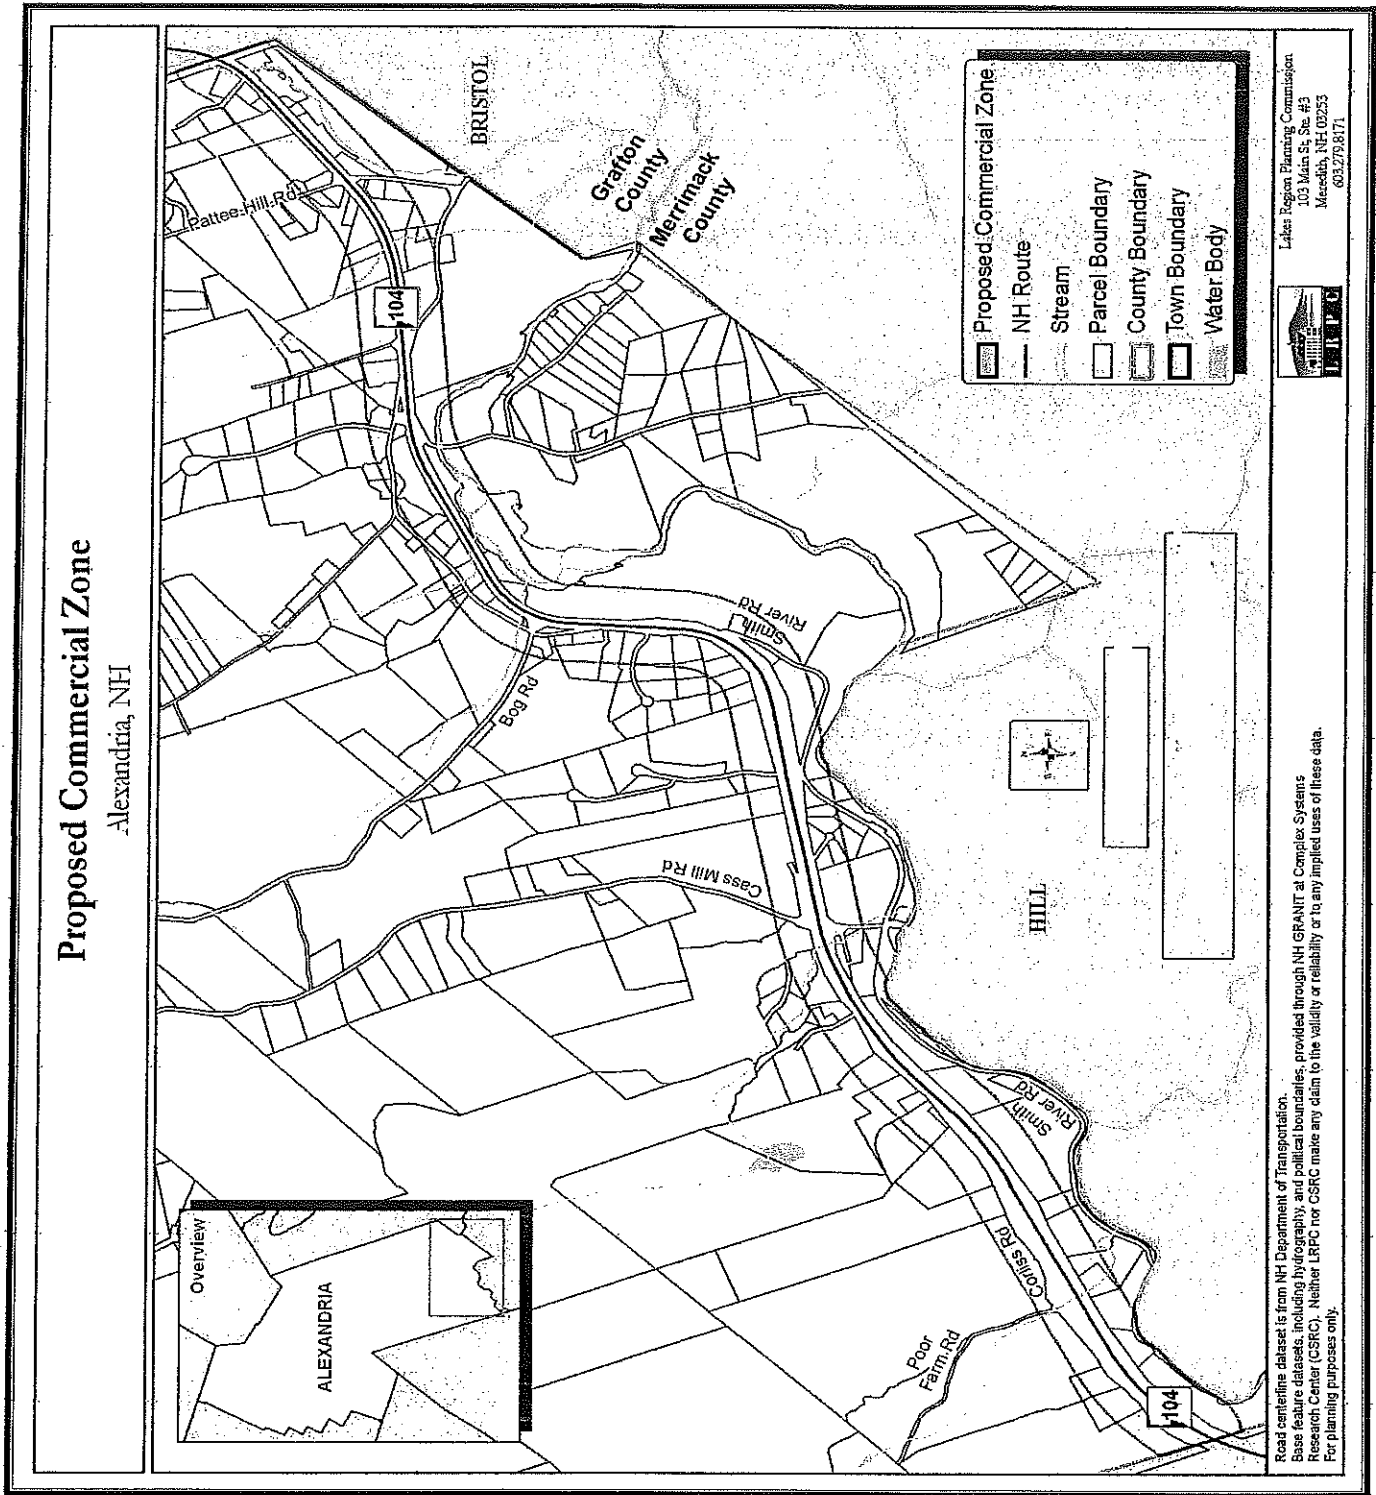 Proposed Commercial Zone
Alexandria, NH
Overview
ALEXANDRIA
BRISTOL
Grafton
County
Merrimack
County
Pattee Hill Rd
104
Bog Rd
Smith
River Rd
Cass Mill Rd
HILL
Smith
River Rd
Corliss Rd
Poor
Farm Rd
104
Proposed Commercial Zone
NH Route
Stream
Parcel Boundary
County Boundary
Town Boundary
Water Body
Road centerline dataset is from NH Department of Transportation.
Base feature datasets, including hydrography, and political boundaries, provided through NH GRANIT at Complex Systems
Research Center (CSRC). Neither LRPC nor CSRC make any claim to the validity or reliability or to any implied uses of these data.
For planning purposes only.
LRPC
Lakes Region Planning Commission
103 Main St, Ste #3
Meredith, NH 03253
603.279.8171